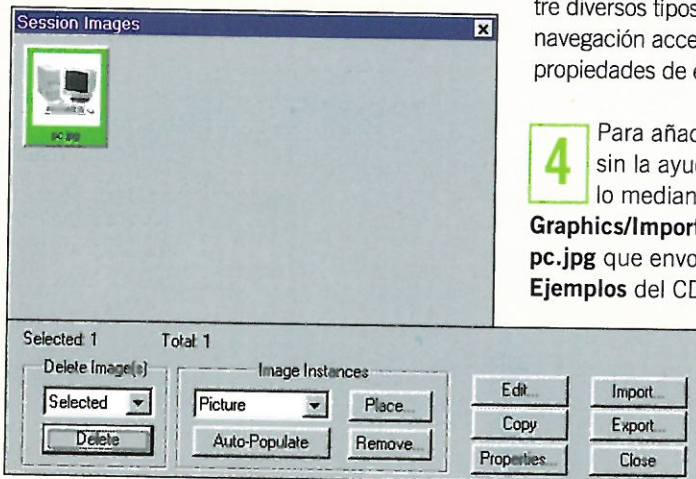 Session Images
pc.jpg
Selected: 1 Total: 1
Delete Image(s)
Selected
Delete
Image Instances
Picture Place...
Auto-Populate Remove...
Edit... Import...
Copy Export...
Properties... Close
tre diversos tipos
navegación acce
propiedades de e
4
Para añad
sin la ayud
lo median
Graphics/Import
pc.jpg que envo
Ejemplos del CD